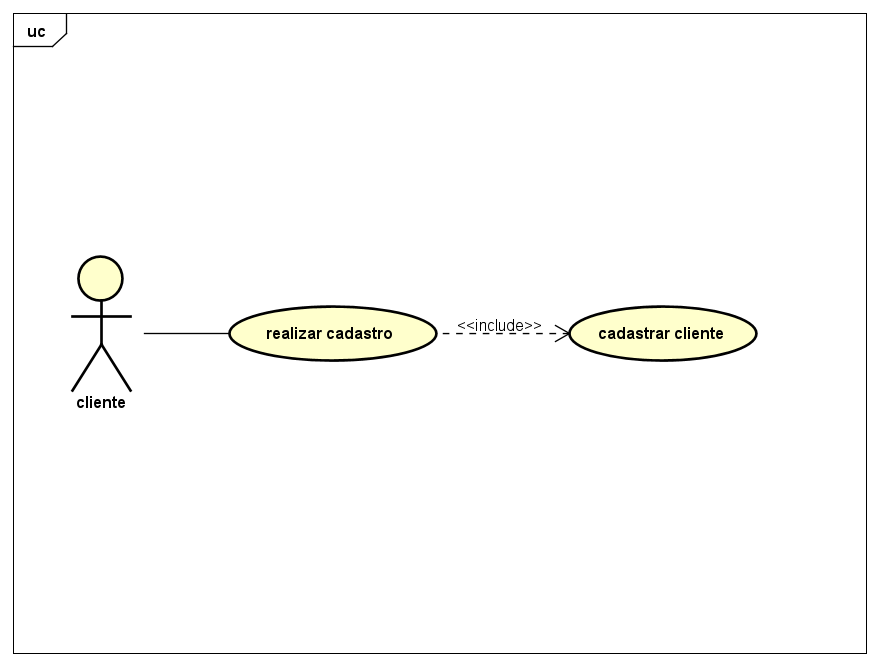 uc
realizar cadastro
<<include>>
cadastrar cliente
cliente